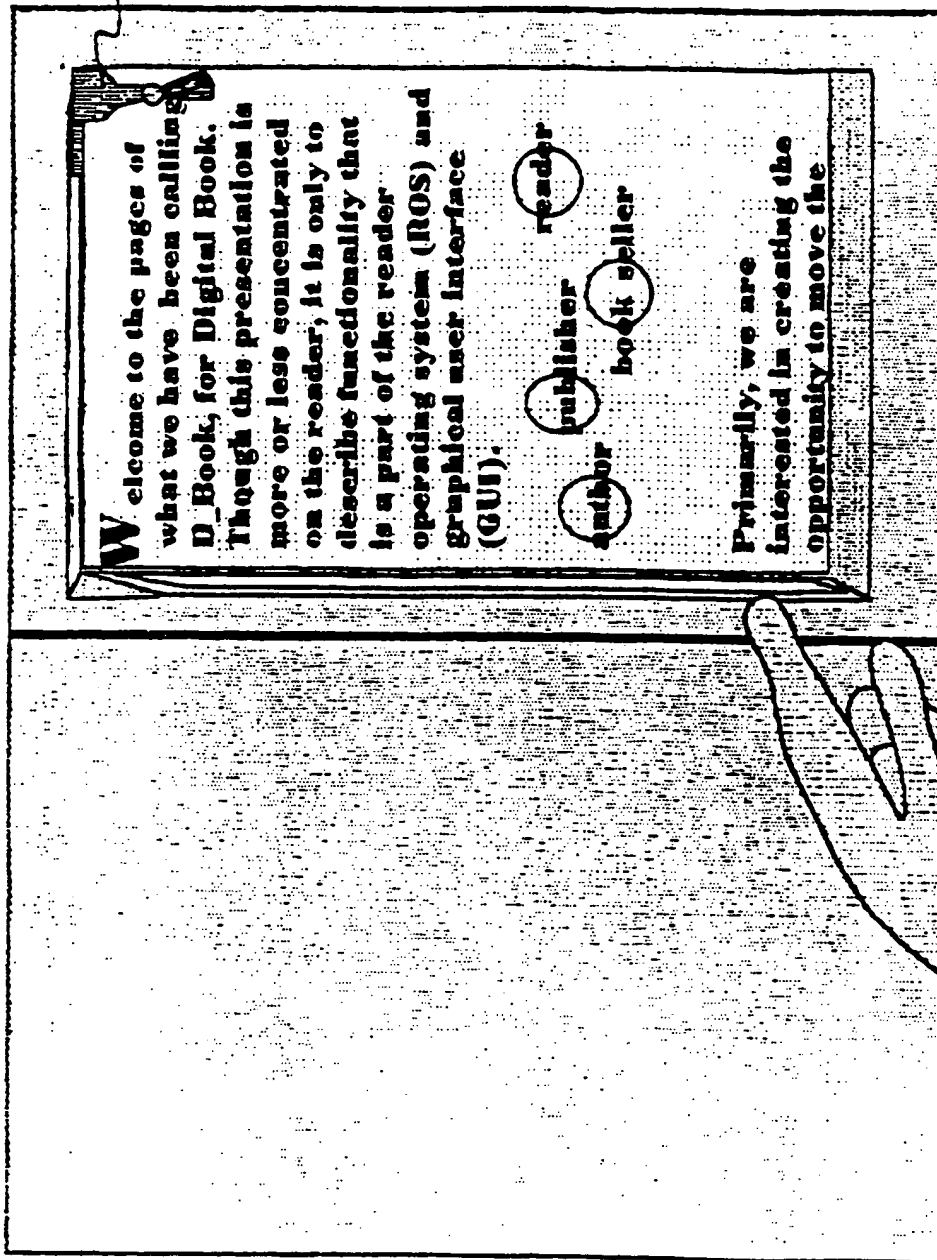 Welcome to the pages of
what we have been callling
D_Book, for Digital Book.
Though this presentation is
more or less concentrated
on the reader, it is only to
describe functionality that
is a part of the reader
operating system (ROS) and
graphical user interface
(GUI).
author
publisher
book seller
reader
Primarily, we are
interested in creating the
opportunity to move the